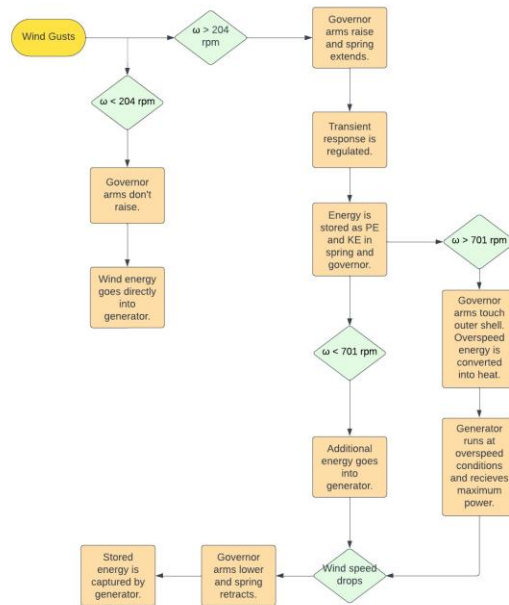 Wind Gusts
ω > 204
rpm
Governor
arms raise
and spring
extends.
ω < 204 rpm
Transient
response is
regulated.
Governor
arms don't
raise.
Energy is
stored as PE
and KE in
spring and
governor.
ω > 701 rpm
Wind energy
goes directly
into
generator.
Governor
arms touch
outer shell.
Overspeed
energy is
converted
into heat.
ω < 701 rpm
Additional
energy goes
into
generator.
Generator
runs at
overspeed
conditions
and recieves
maximum
power.
Wind speed
drops
Governor
arms lower
and spring
retracts.
Stored
energy is
captured by
generator.